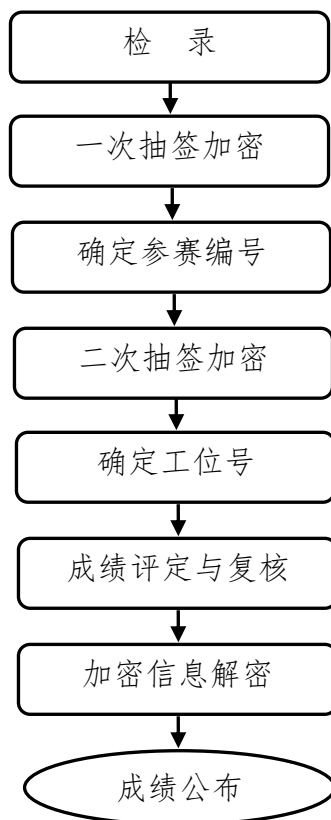 检 录
一次抽签加密
确定参赛编号
二次抽签加密
确定工位号
成绩评定与复核
加密信息解密
成绩公布